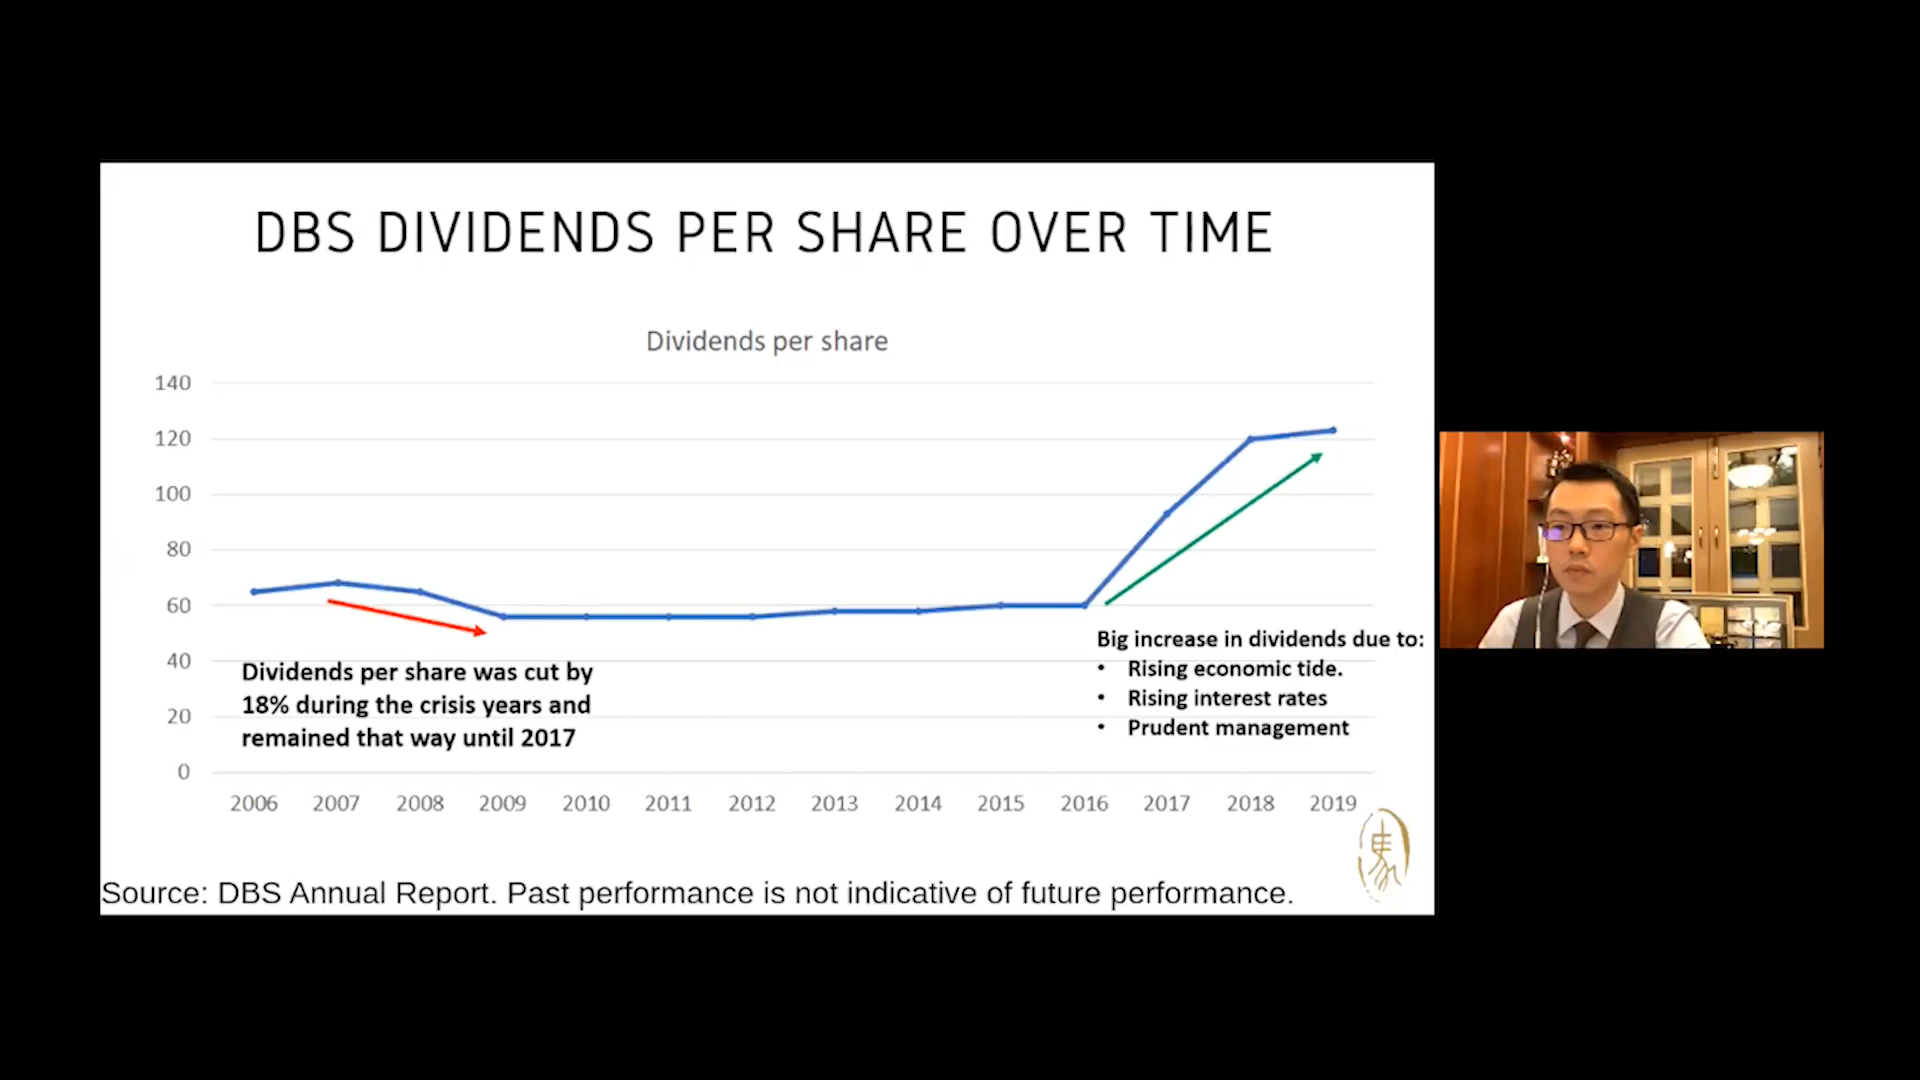 DBS DIVIDENDS PER SHARE OVER TIME
Dividends per share
140
120
100
80
60
40
20
0
Dividends per share was cut by
18% during the crisis years and
remained that way until 2017
Big increase in dividends due to:
• Rising economic tide.
• Rising interest rates
• Prudent management
2006 2007 2008 2009 2010 2011 2012 2013 2014 2015 2016 2017 2018 2019
Source: DBS Annual Report. Past performance is not indicative of future performance.